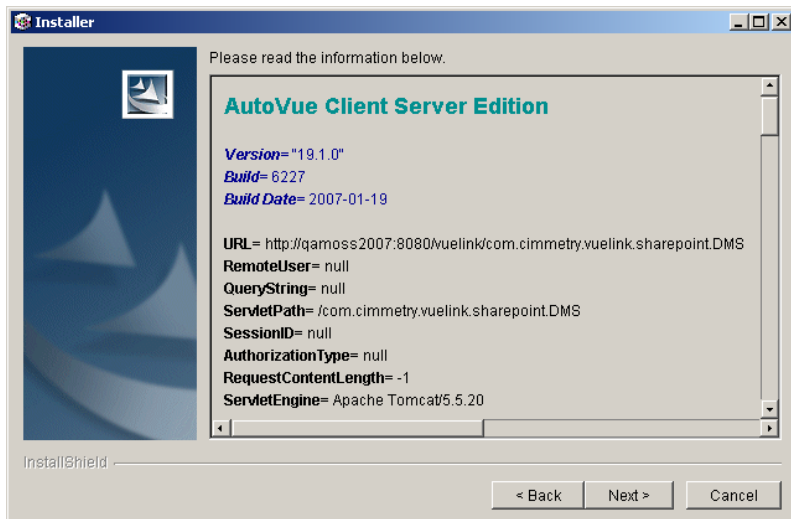 Installer
Please read the information below.
AutoVue Client Server Edition
Version= "19.1.0"
Build= 6227
Build Date= 2007-01-19
URL= http://qamoss2007:8080/vuelink/com.cimmetry.vuelink.sharepoint.DMS
RemoteUser= null
QueryString= null
ServletPath= /com.cimmetry.vuelink.sharepoint.DMS
SessionID= null
AuthorizationType= null
RequestContentLength= -1
ServletEngine= Apache Tomcat/5.5.20
InstallShield
< Back Next > Cancel